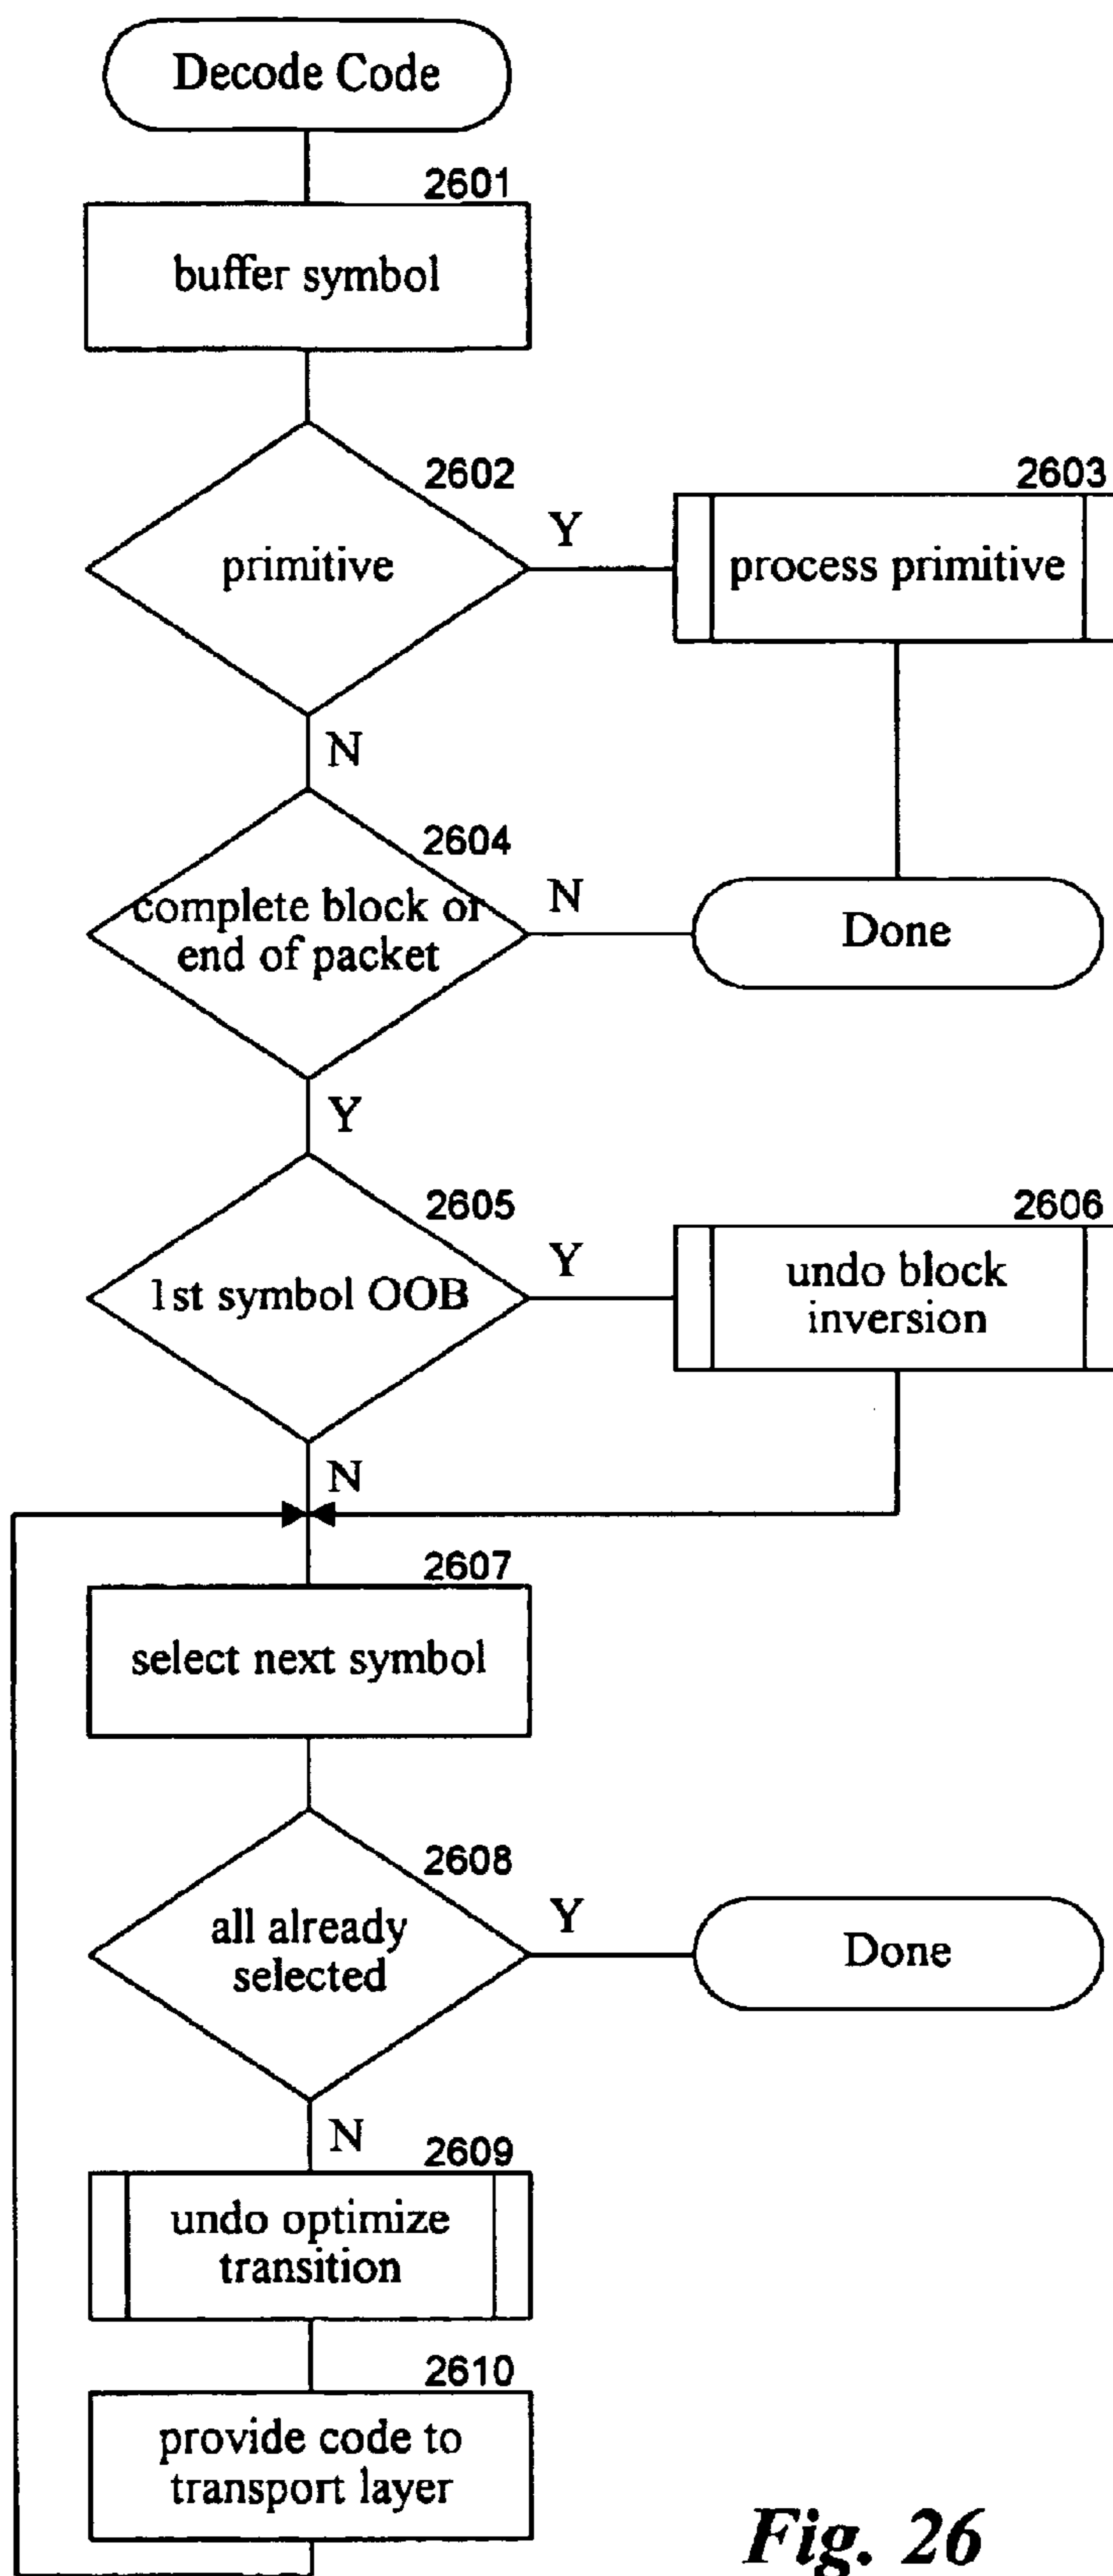 Decode Code
2601
buffer symbol
2602
primitive
Y
2603
process primitive
N
2604
complete block or
end of packet
N
Done
Y
2605
1st symbol OOB
Y
2606
undo block
inversion
N
2607
select next symbol
2608
all already
selected
Y
Done
N
2609
undo optimize
transition
2610
provide code to
transport layer
Fig. 26